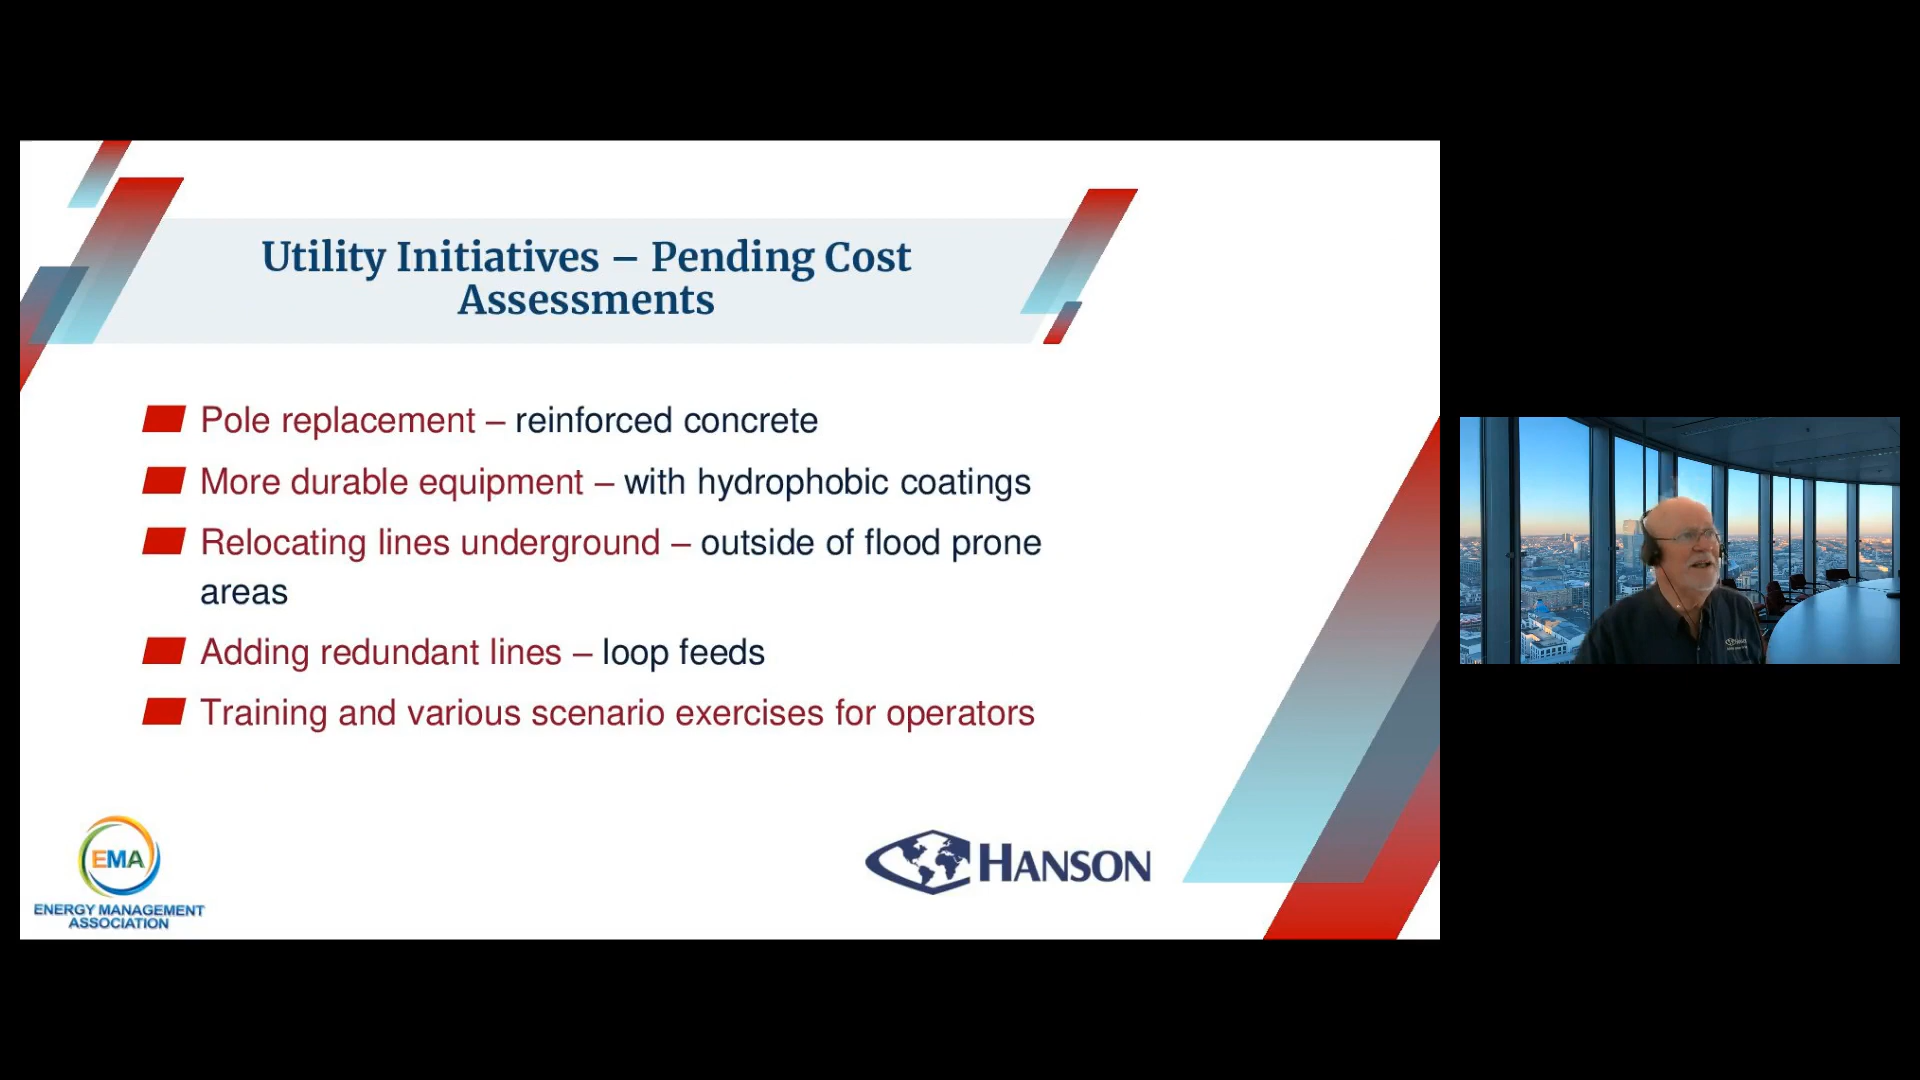 Utility Initiatives – Pending Cost
Assessments
Pole replacement – reinforced concrete
More durable equipment – with hydrophobic coatings
Relocating lines underground – outside of flood prone
areas
Adding redundant lines – loop feeds
Training and various scenario exercises for operators
EMA
ENERGY MANAGEMENT
ASSOCIATION
HANSON